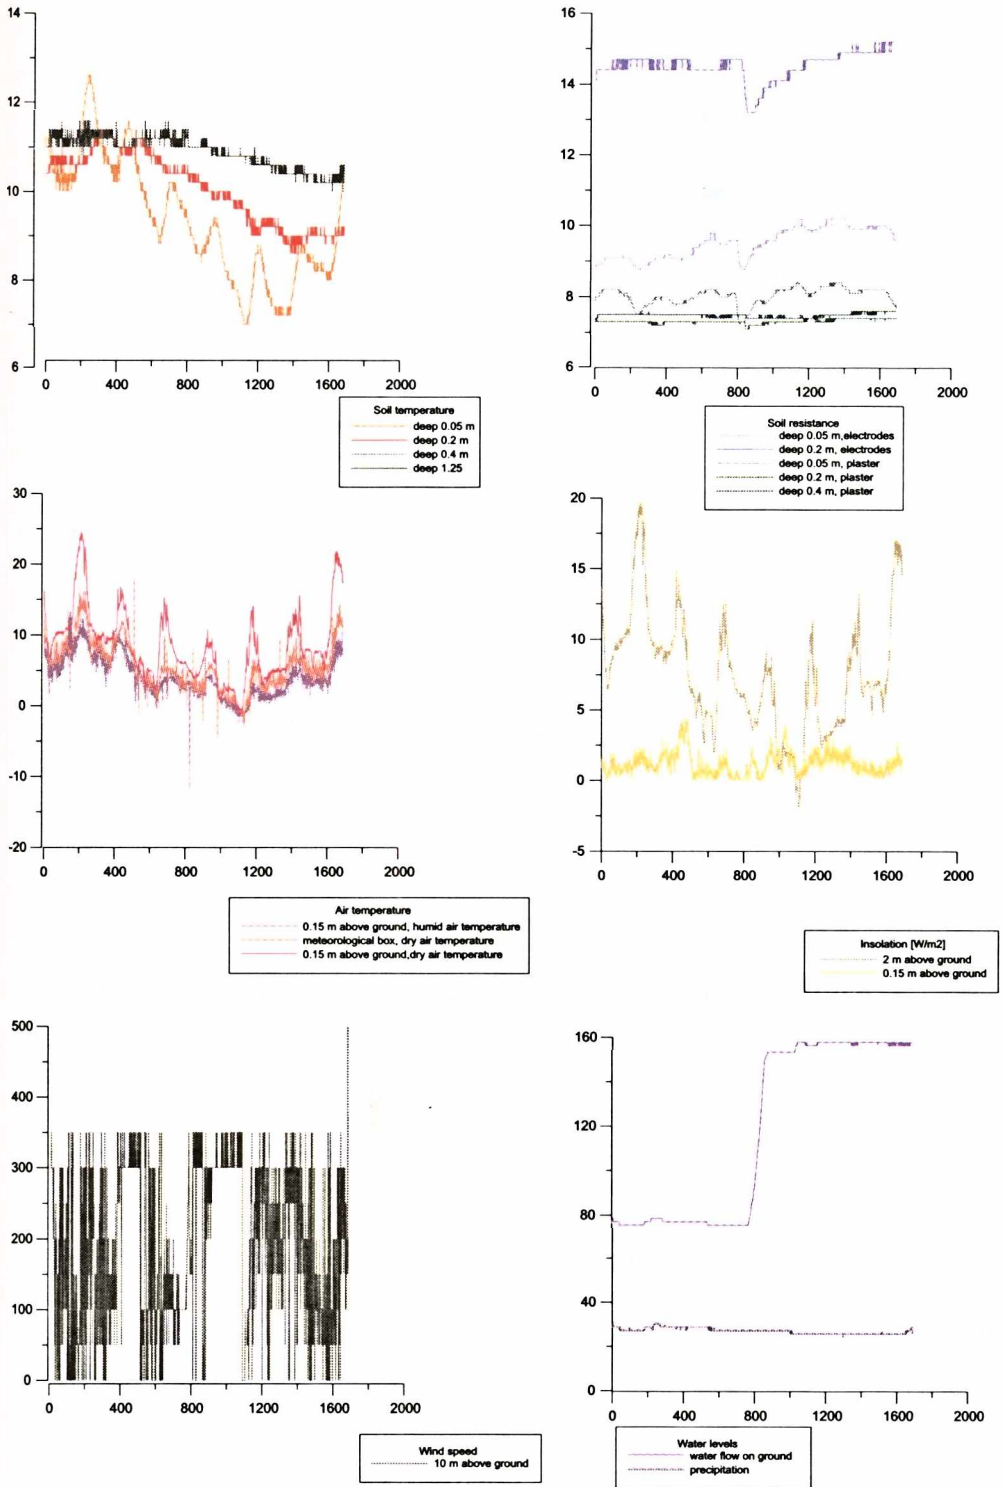 14
12
10
8
6
0 400 800 1200 1600 2000
Soil temperature
deep 0.05 m
deep 0.2 m
deep 0.4 m
deep 1.25
16
14
12
10
8
6
0 400 800 1200 1600 2000
Soil resistance
deep 0.05 m,electrodes
deep 0.2 m, electrodes
deep 0.05 m, plaster
deep 0.2 m, plaster
deep 0.4 m, plaster
30
20
10
0
-10
-20
0 400 800 1200 1600 2000
Air temperature
0.15 m above ground, humid air temperature
meteorological box, dry air temperature
0.15 m above ground,dry air temperature
20
15
10
5
0
-5
0 400 800 1200 1600 2000
Insolation [W/m2]
2 m above ground
0.15 m above ground
500
400
300
200
100
0
0 400 800 1200 1600 2000
Wind speed
10 m above ground
160
120
80
40
0
0 400 800 1200 1600 2000
Water levels
water flow on ground
precipitation